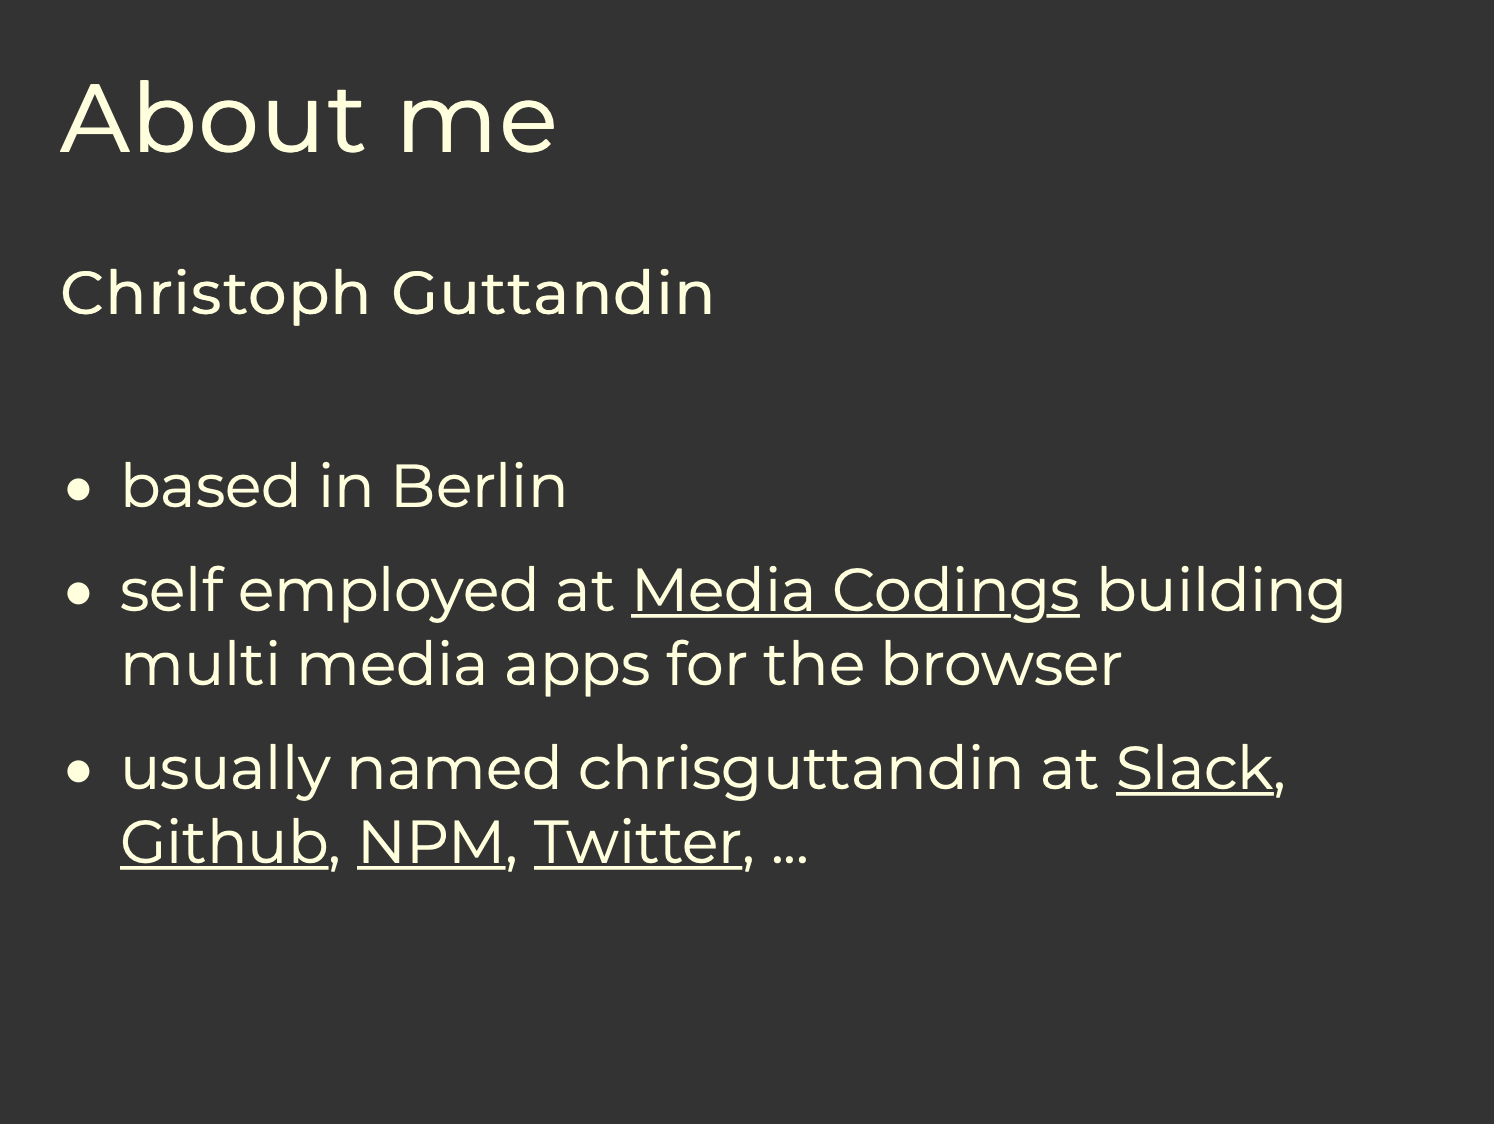 About me
Christoph Guttandin
• based in Berlin
• self employed at Media Codings building
multi media apps for the browser
• usually named chrisguttandin at Slack,
Github, NPM, Twitter, ...